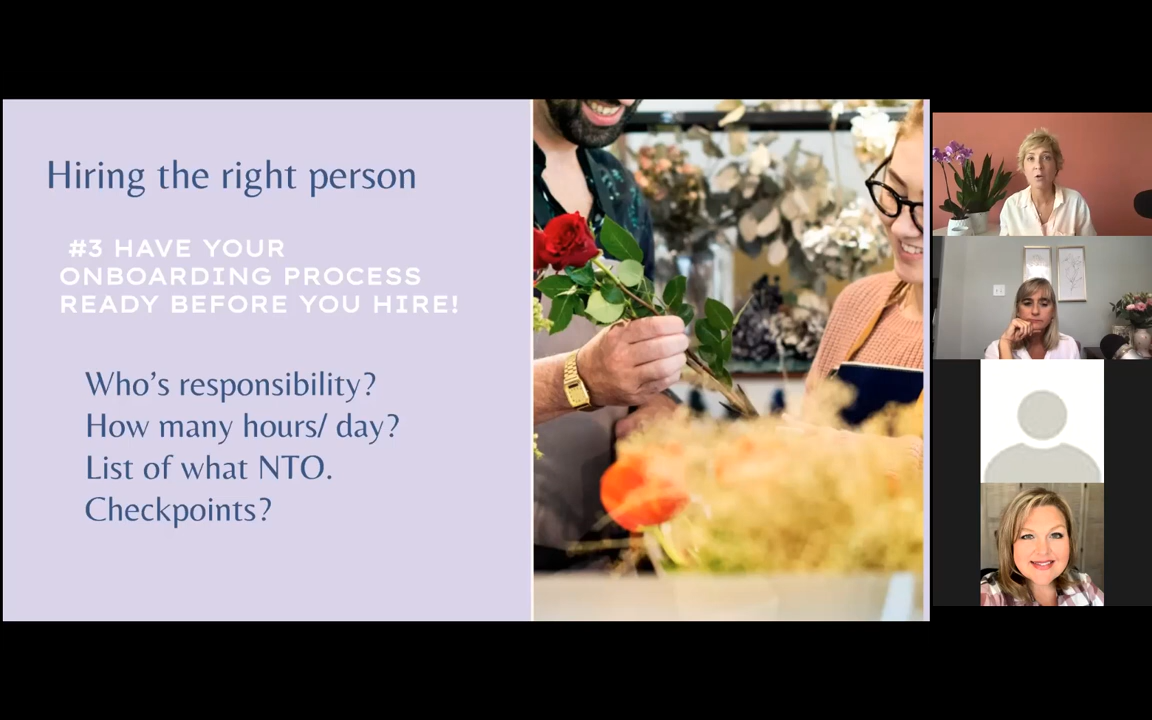 Hiring the right person
#3 HAVE YOUR
ONBOARDING PROCESS
READY BEFORE YOU HIRE!
Who's responsibility?
How many hours/ day?
List of what NTO.
Checkpoints?